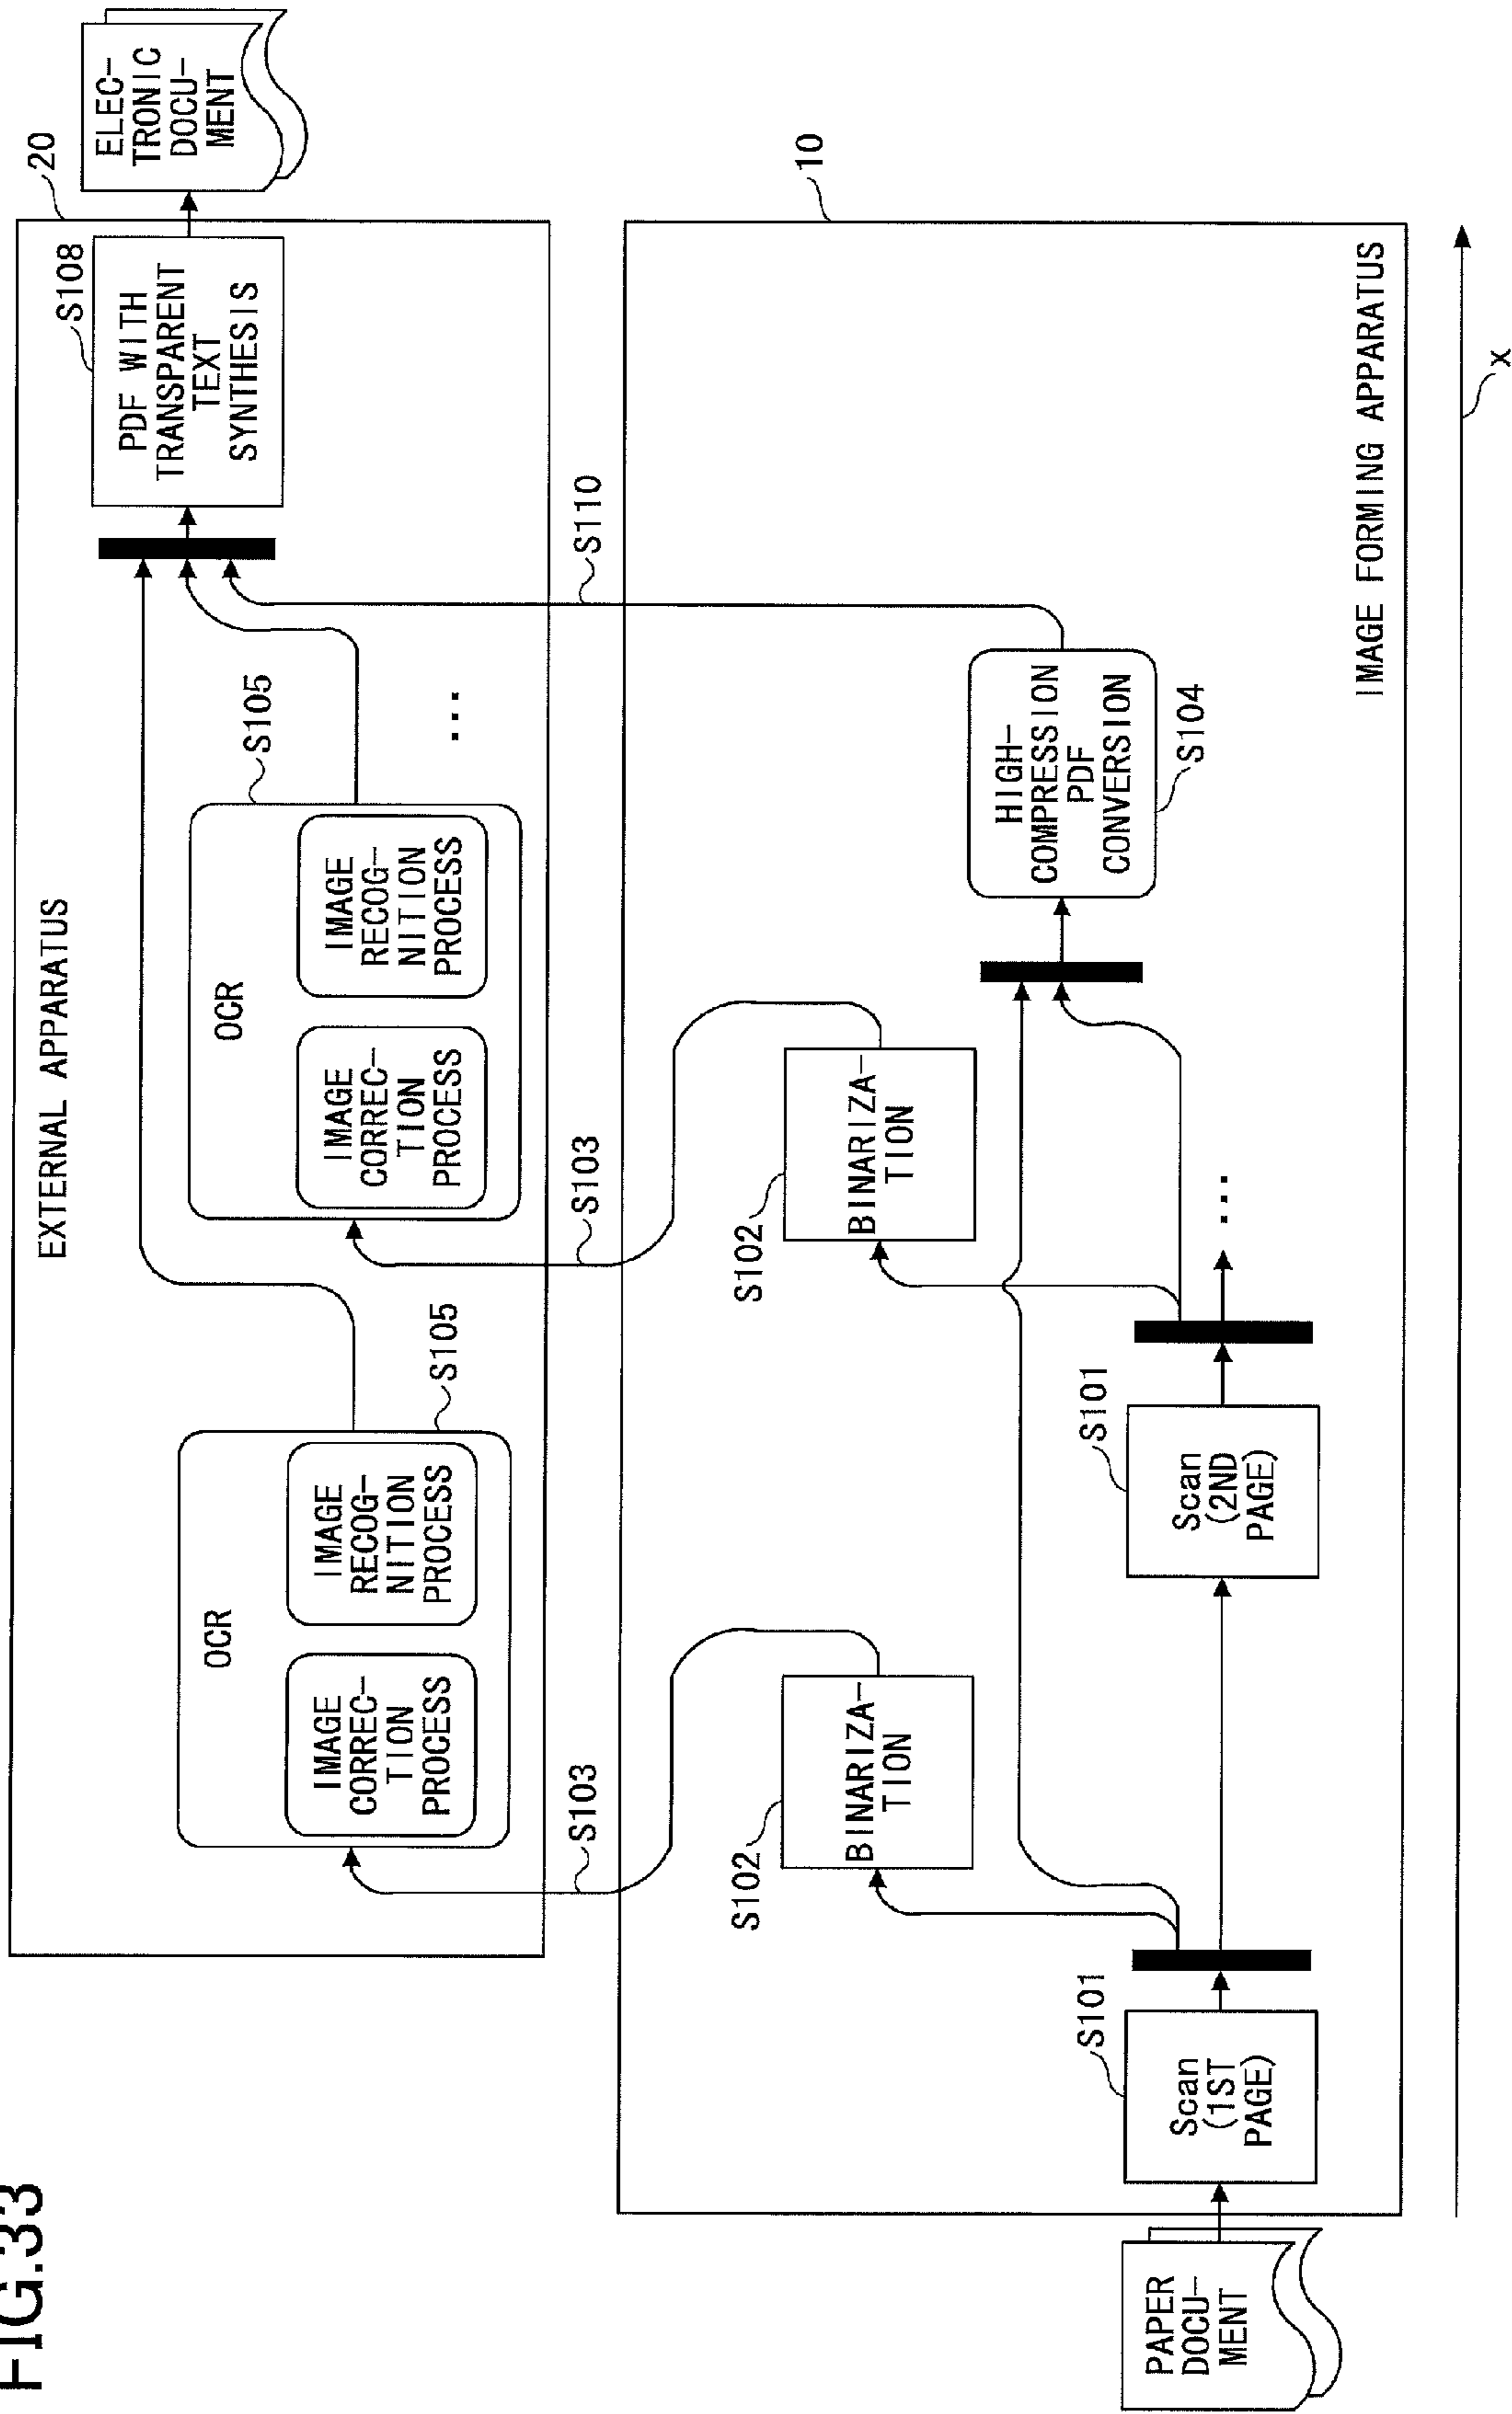 FIG.33
EXTERNAL APPARATUS
20
ELEC-
TRONIC
DOCU-
MENT
S108
PDF WITH
TRANSPARENT
TEXT
SYNTHESIS
OCR
IMAGE
CORREC-
TION
PROCESS
IMAGE
RECOG-
NITION
PROCESS
S105
OCR
IMAGE
CORREC-
TION
PROCESS
IMAGE
RECOG-
NITION
PROCESS
S105
...
S103
S103
S110
10
S102
BINARIZA-
TION
S102
BINARIZA-
TION
HIGH-
COMPRESSION
PDF
CONVERSION
S104
PAPER
DOCU-
MENT
S101
Scan
(1ST
PAGE)
S101
Scan
(2ND
PAGE)
...
IMAGE FORMING APPARATUS
X